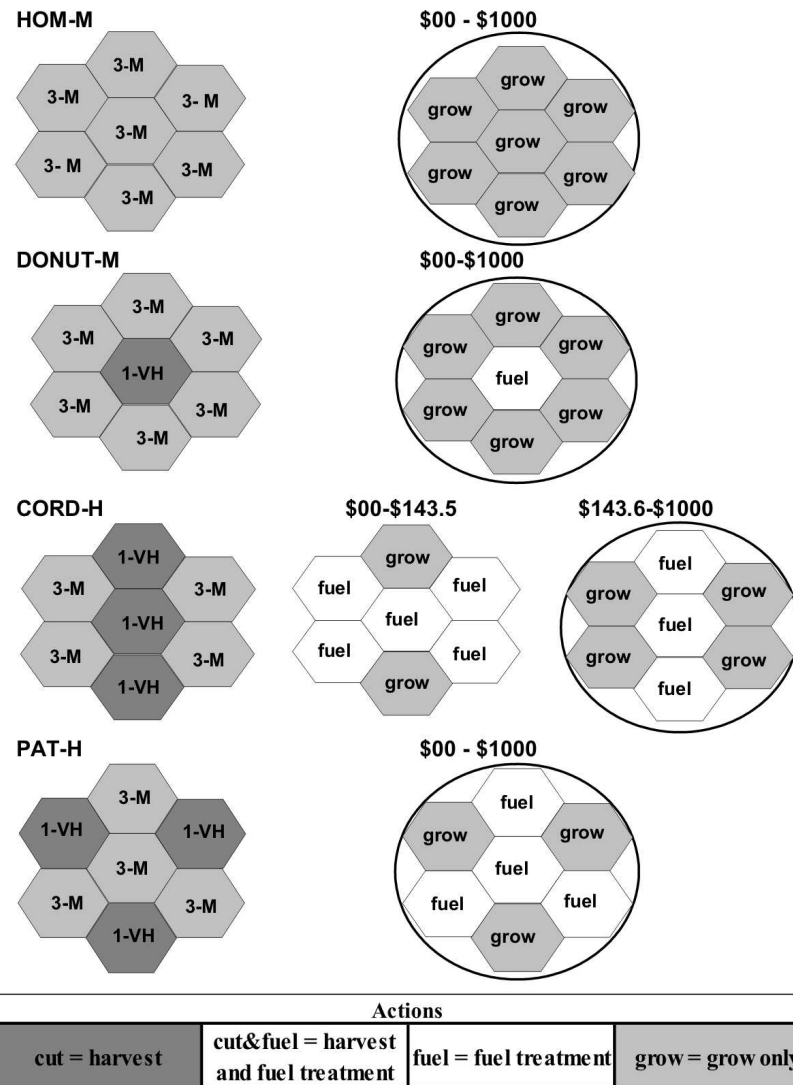 HOM-M
$00 - $1000
3-M
3-M
3- M
3-M
3- M
3-M
3-M
grow
grow
grow
grow
grow
grow
grow
DONUT-M
$00-$1000
3-M
3-M
3-M
1-VH
3-M
3-M
3-M
grow
grow
grow
fuel
grow
grow
grow
CORD-H
$00-$143.5
$143.6-$1000
1-VH
3-M
3-M
1-VH
3-M
3-M
1-VH
grow
fuel
fuel
fuel
fuel
fuel
grow
fuel
grow
grow
fuel
grow
grow
fuel
PAT-H
$00 - $1000
3-M
1-VH
1-VH
3-M
3-M
3-M
1-VH
fuel
grow
grow
fuel
fuel
fuel
grow
Actions
cut = harvest
cut&fuel = harvest
and fuel treatment
fuel = fuel treatment
grow = grow only